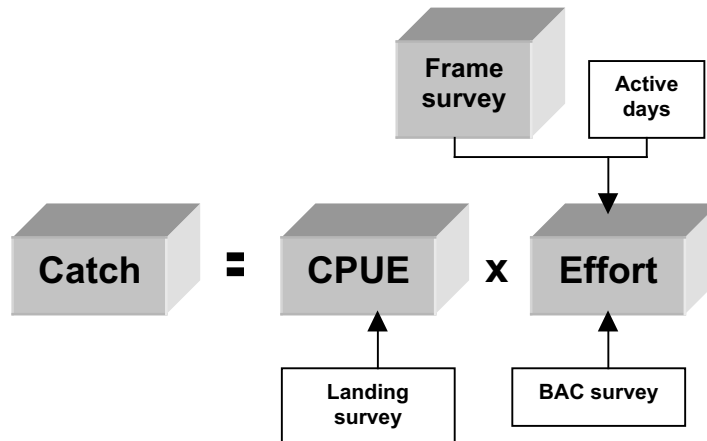 Frame
survey
Active
days
Catch
=
CPUE
x
Effort
Landing
survey
BAC survey